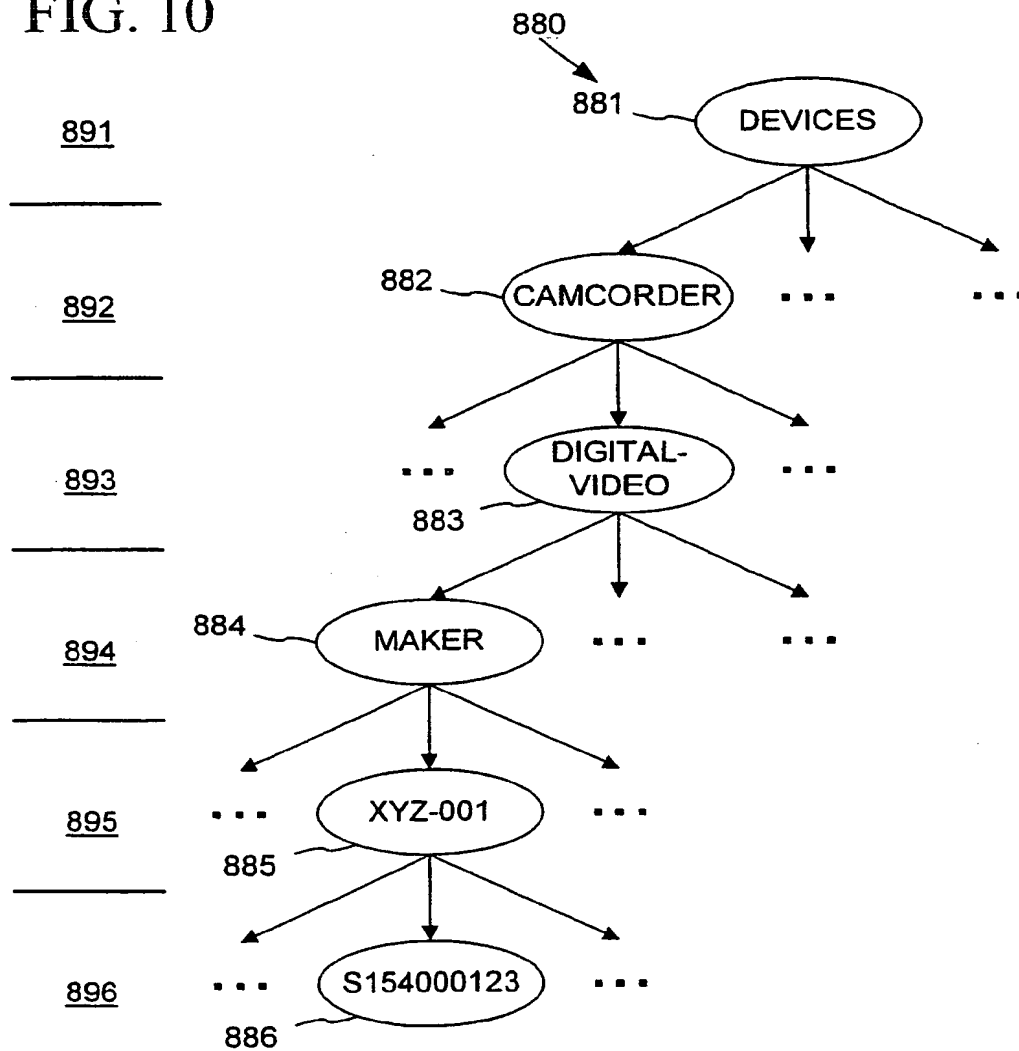 FIG. 10
880
881
DEVICES
891
882
CAMCORDER
... ...
892
... DIGITAL-
VIDEO ...
893
883
884
MAKER
... ...
894
... XYZ-001 ...
895
885
... S154000123 ...
896
886